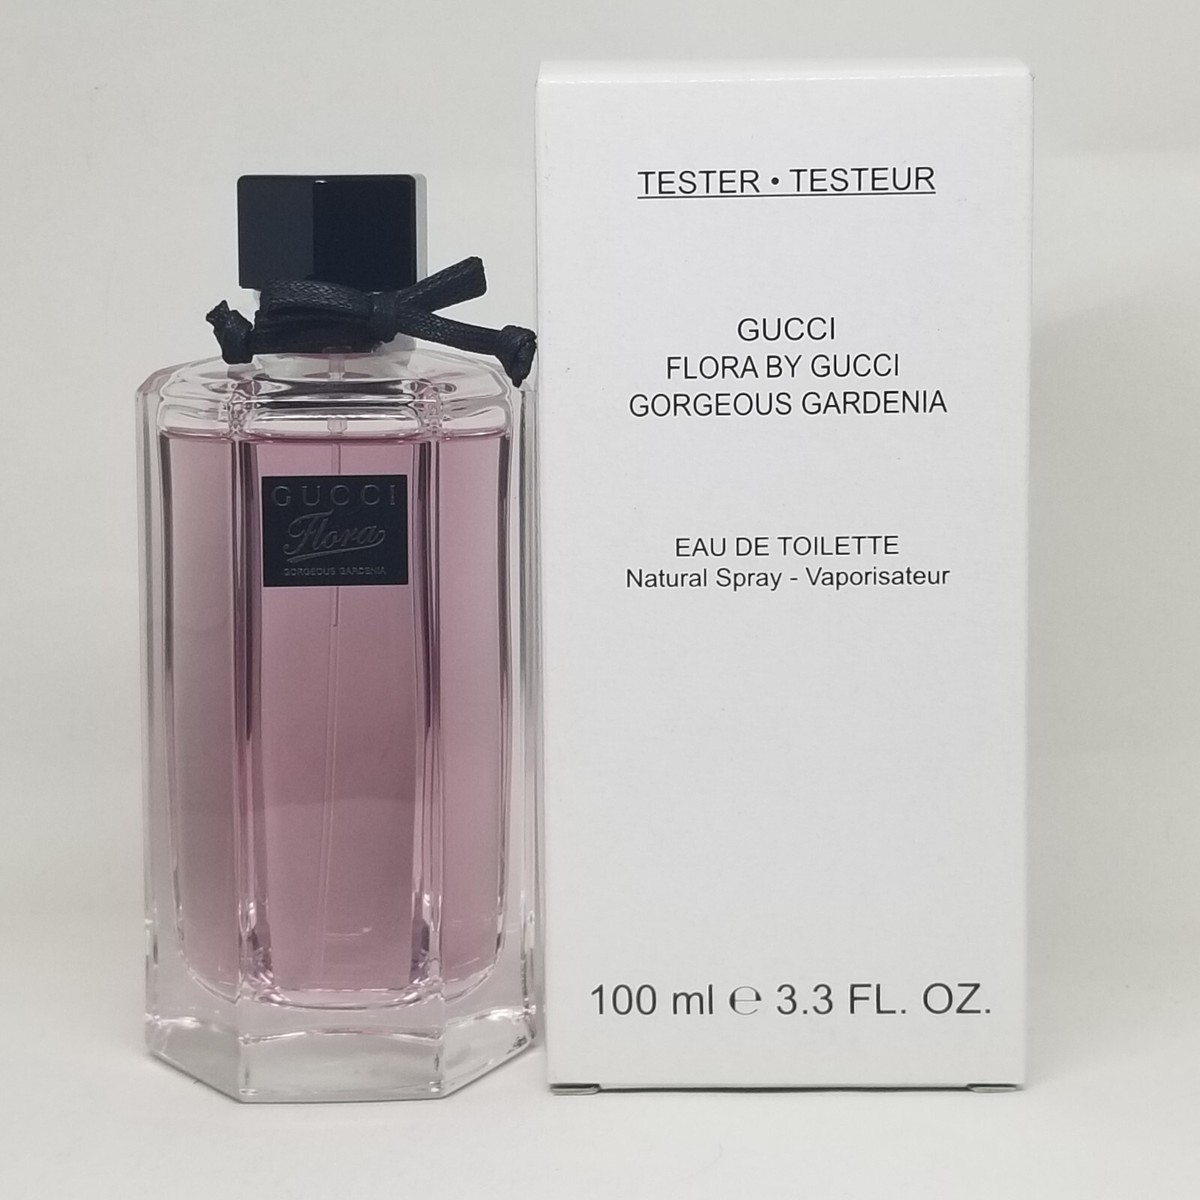 GUCCI
Flora
GORGEOUS GARDENIA
TESTER • TESTEUR
GUCCI
FLORA BY GUCCI
GORGEOUS GARDENIA
EAU DE TOILETTE
Natural Spray - Vaporisateur
100 ml ℮ 3.3 FL. OZ.